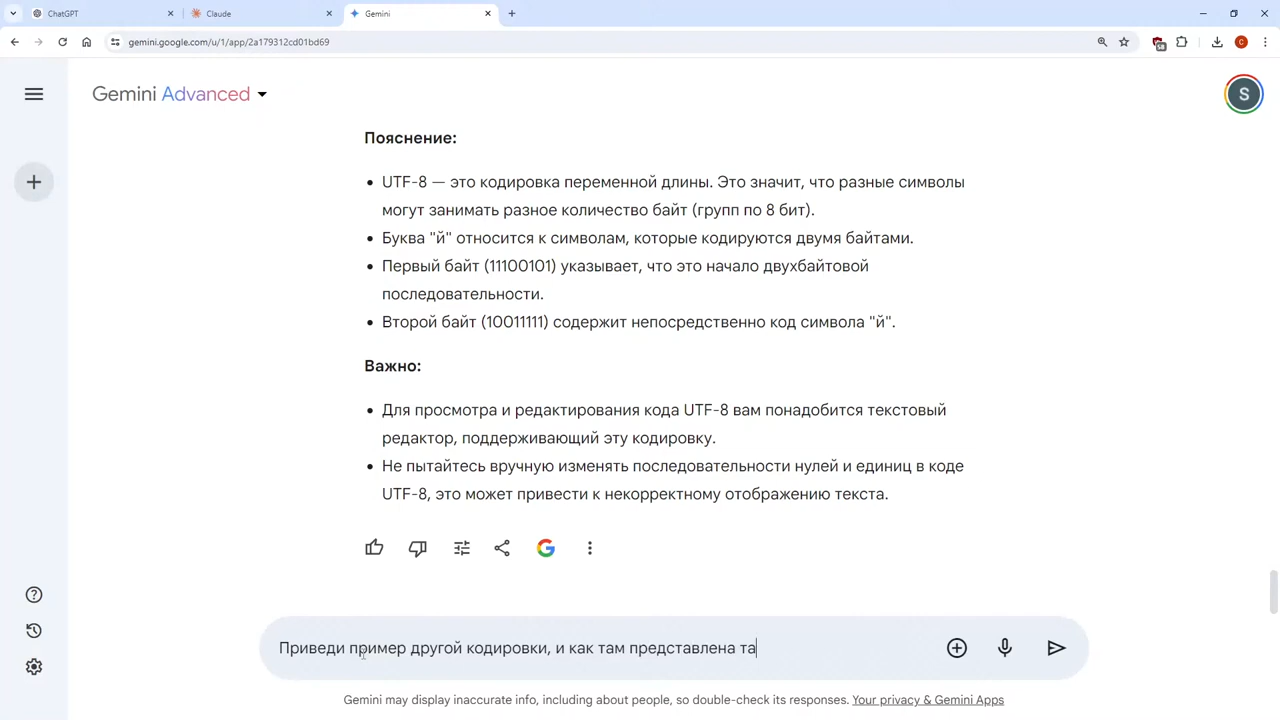 ChatGPT
Claude
Gemini
gemini.google.com/u/1/app/2a179312cd01bd69
Gemini Advanced
S
Пояснение:
UTF-8 — это кодировка переменной длины. Это значит, что разные символы
могут занимать разное количество байт (групп по 8 бит).
Буква "й" относится к символам, которые кодируются двумя байтами.
Первый байт (11100101) указывает, что это начало двухбайтовой
последовательности.
Второй байт (10011111) содержит непосредственно код символа "й".
Важно:
Для просмотра и редактирования кода UTF-8 вам понадобится текстовый
редактор, поддерживающий эту кодировку.
Не пытайтесь вручную изменять последовательности нулей и единиц в коде
UTF-8, это может привести к некорректному отображению текста.
Приведи пример другой кодировки, и как там представлена та
Gemini may display inaccurate info, including about people, so double-check its responses. Your privacy & Gemini Apps